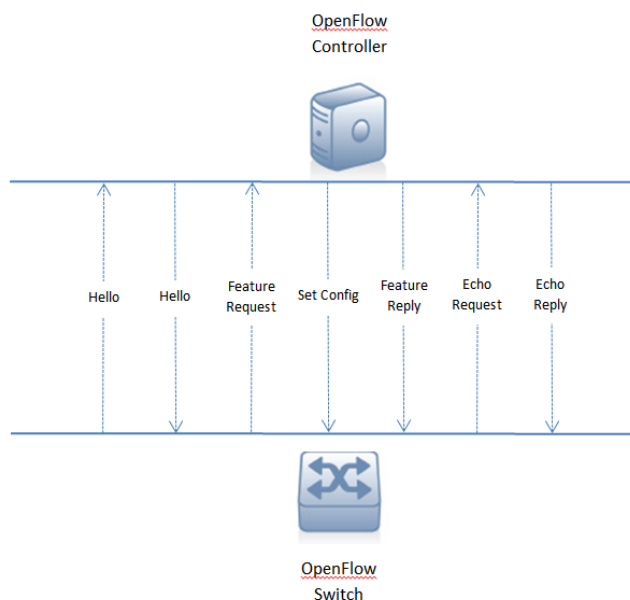 OpenFlow
Controller
Hello
Hello
Feature
Request
Set Config
Feature
Reply
Echo
Request
Echo
Reply
OpenFlow
Switch